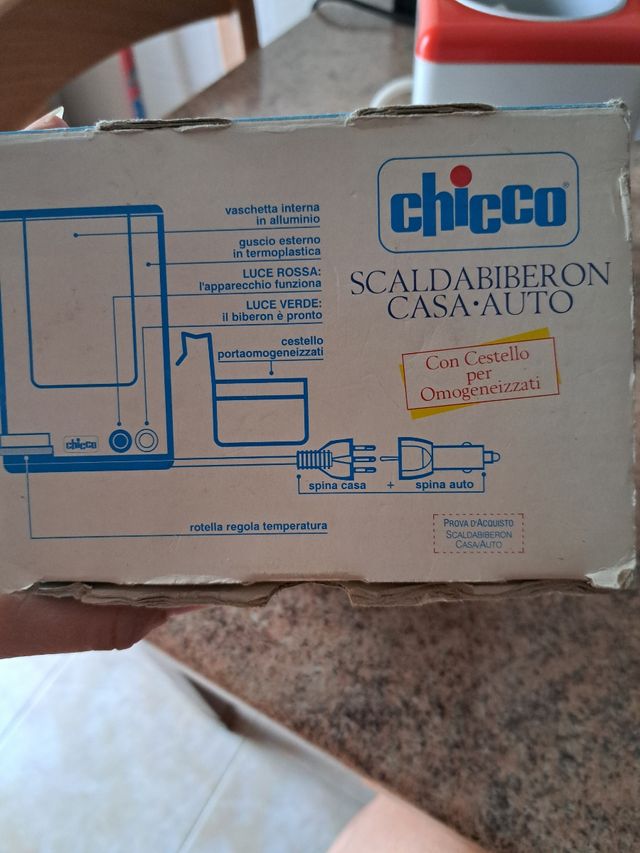 vaschetta interna
in alluminio
guscio esterno
in termoplastica
LUCE ROSSA:
l'apparecchio funziona
LUCE VERDE:
il biberon è pronto
cestello
portaomogeneizzati
chicco
spina casa + spina auto
rotella regola temperatura
chicco®
SCALDABIBERON
CASA·AUTO
Con Cestello
per
Omogeneizzati
PROVA D'ACQUISTO
SCALDABIBERON
CASA/AUTO